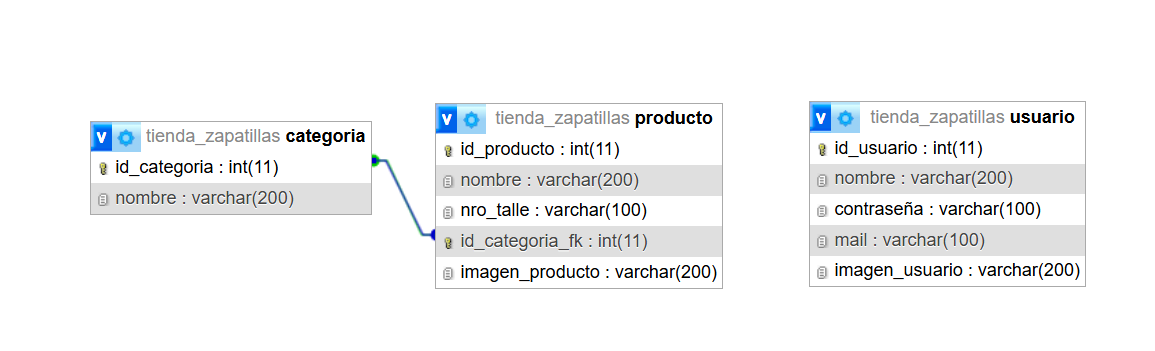 v tienda_zapatillas categoria
id_categoria : int(11)
nombre : varchar(200)
v tienda_zapatillas producto
id_producto : int(11)
nombre : varchar(200)
nro_talle : varchar(100)
id_categoria_fk : int(11)
imagen_producto : varchar(200)
v tienda_zapatillas usuario
id_usuario : int(11)
nombre : varchar(200)
contraseña : varchar(100)
mail : varchar(100)
imagen_usuario : varchar(200)